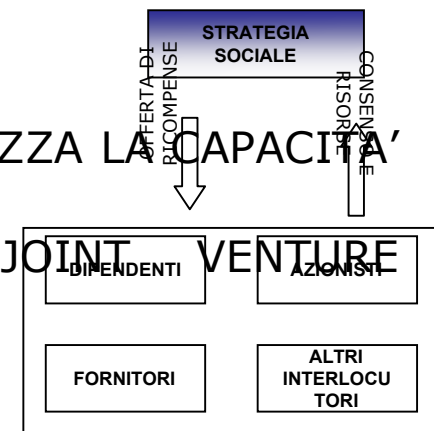 STRATEGIA
SOCIALE
OFFERTA DI
RICOMPENSE
CONSENSO E
RISORSE
ZZA LA CAPACITA’
JOINT VENTURE
DIPENDENTI
AZIONISTI
FORNITORI
ALTRI
INTERLOCU
TORI